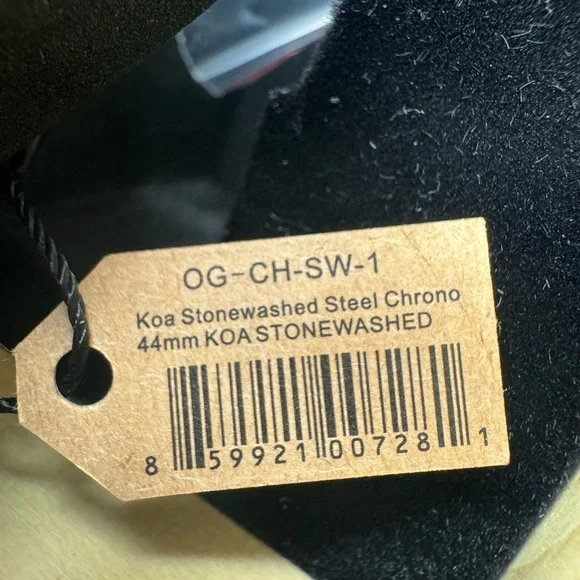 OG-CH-SW-1
Koa Stonewashed Steel Chrono
44mm KOA STONEWASHED
8 59921 00728 1